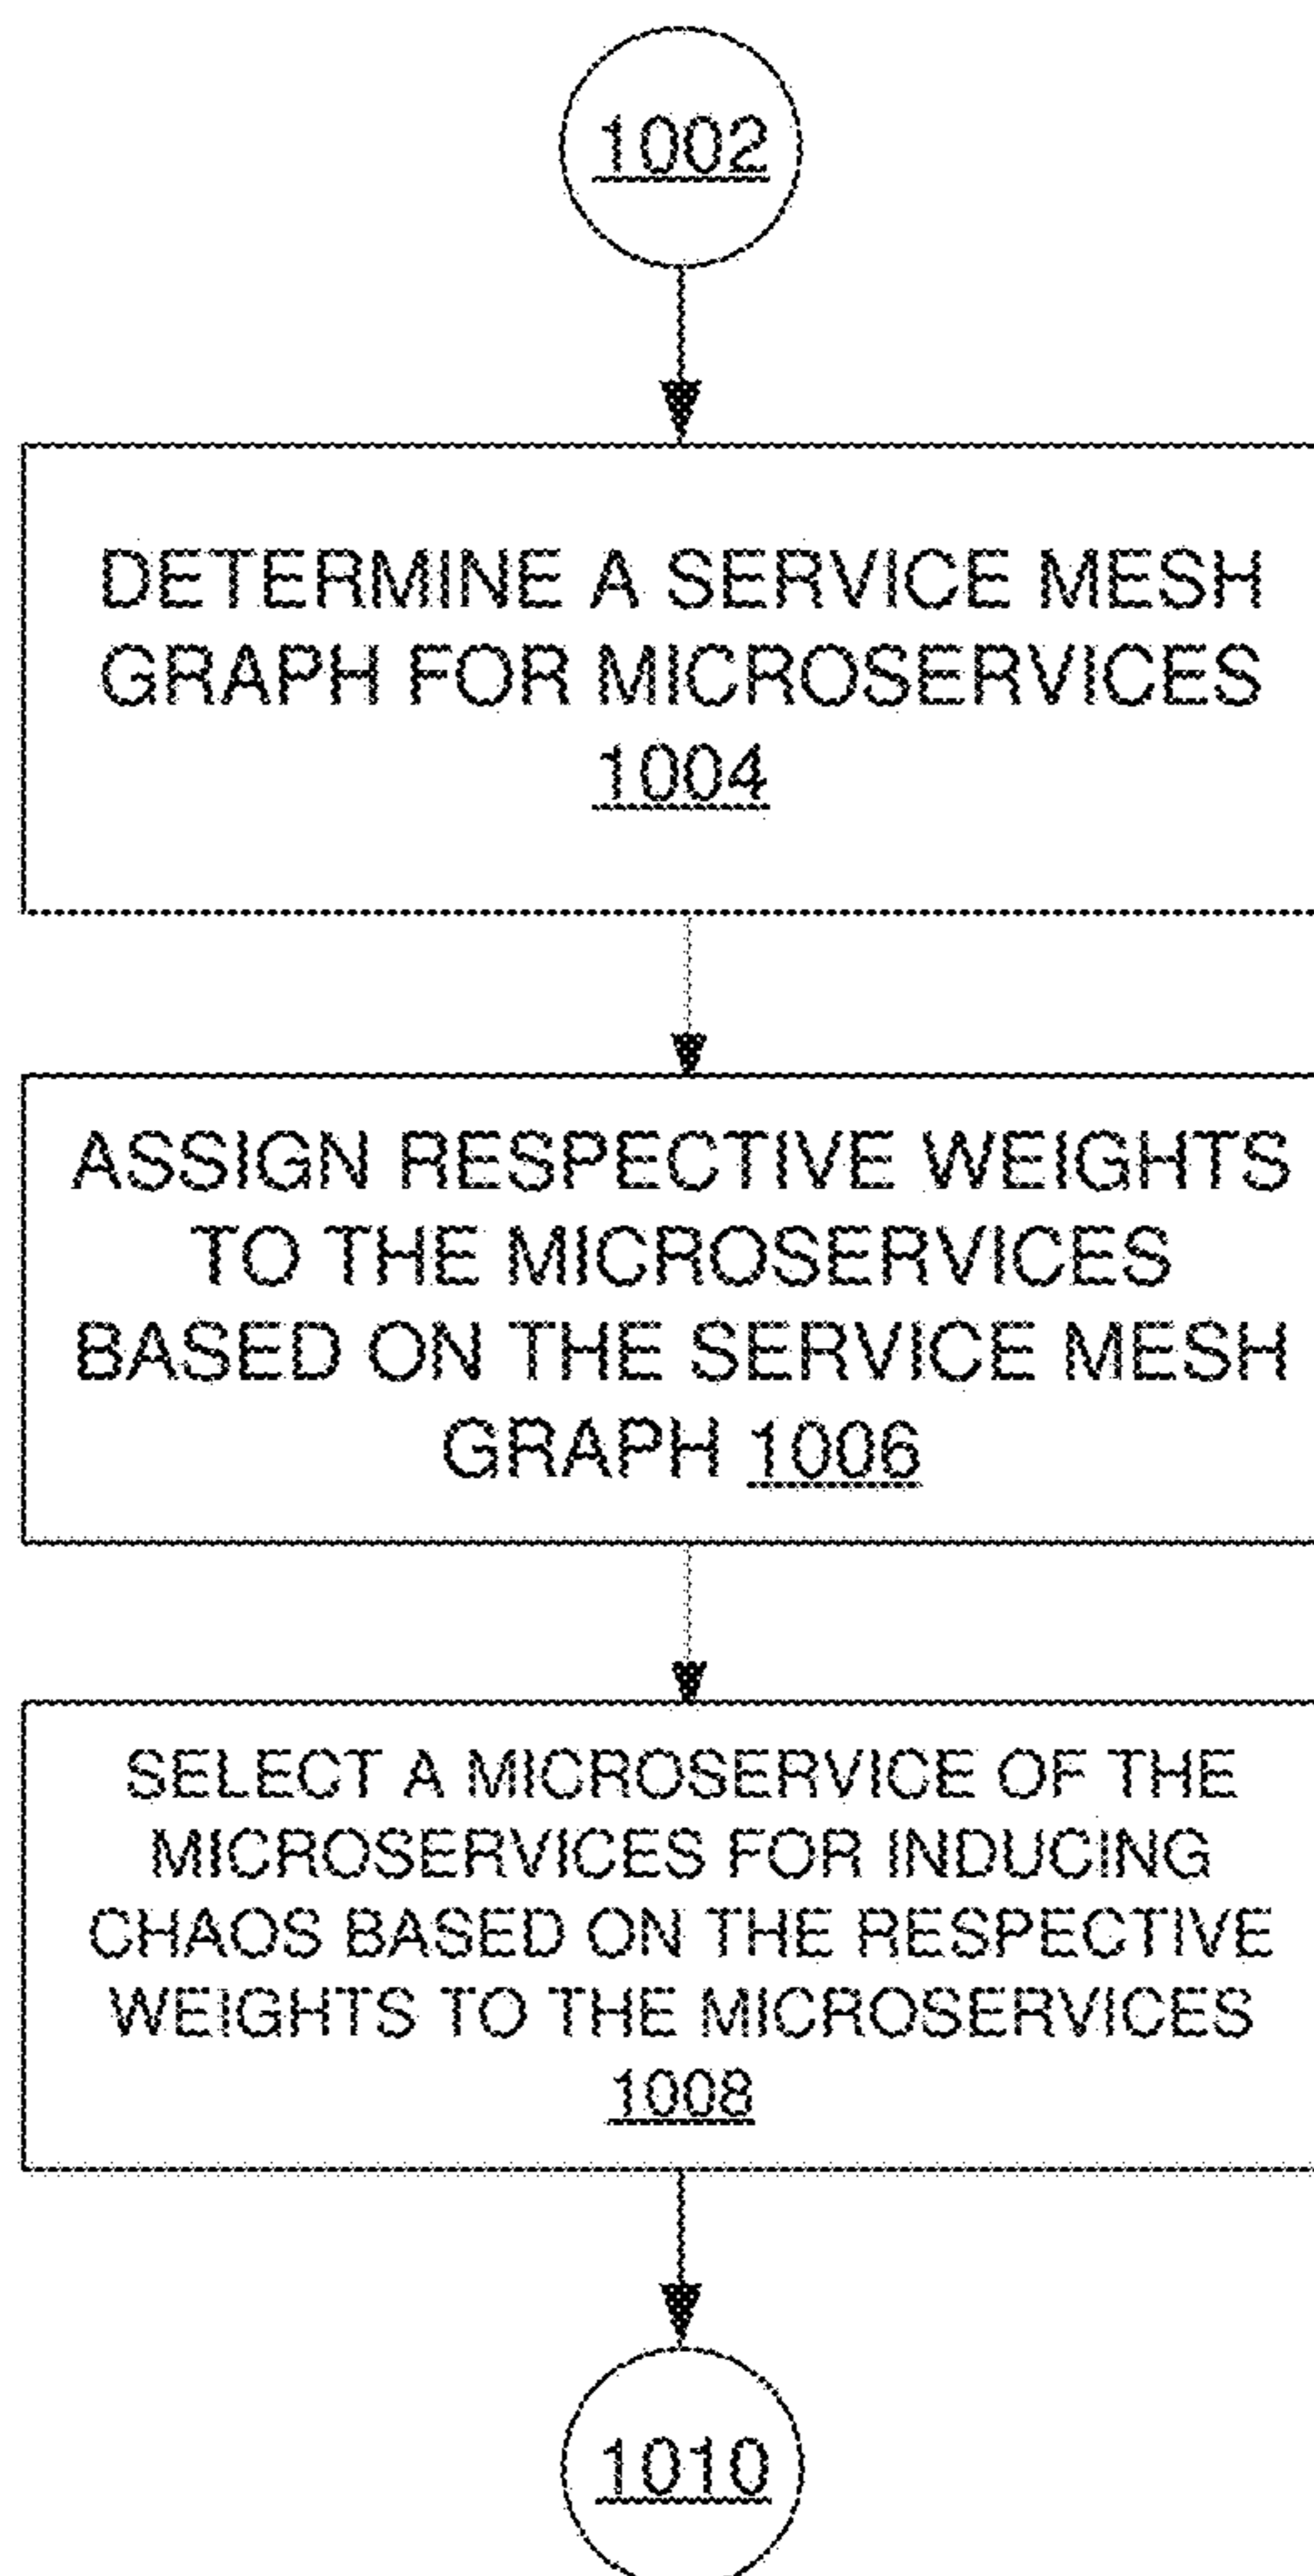 1002
DETERMINE A SERVICE MESH
GRAPH FOR MICROSERVICES
1004
ASSIGN RESPECTIVE WEIGHTS
TO THE MICROSERVICES
BASED ON THE SERVICE MESH
GRAPH 1006
SELECT A MICROSERVICE OF THE
MICROSERVICES FOR INDUCING
CHAOS BASED ON THE RESPECTIVE
WEIGHTS TO THE MICROSERVICES
1008
1010